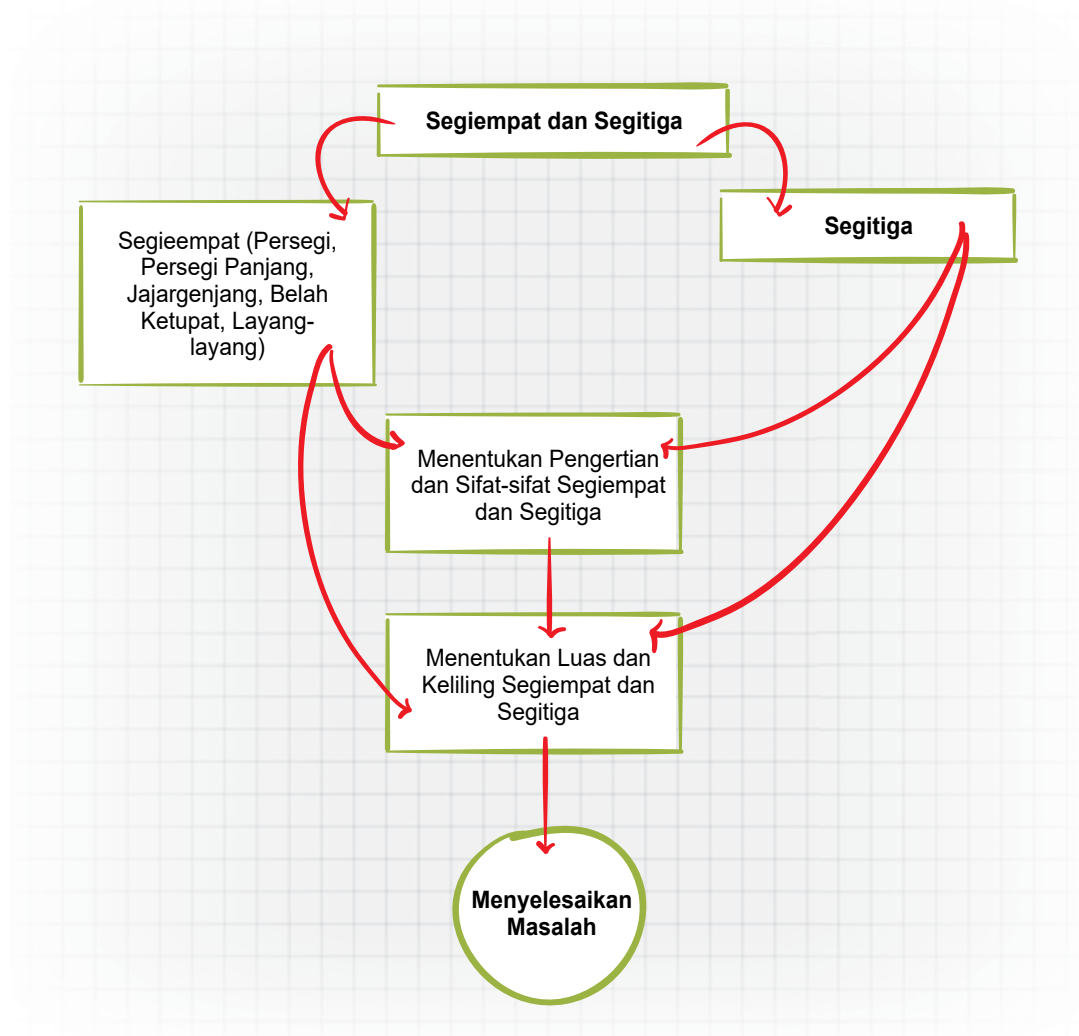 Segiempat dan Segitiga
Segieempat (Persegi,
Persegi Panjang,
Jajargenjang, Belah
Ketupat, Layang-
layang)
Segitiga
Menentukan Pengertian
dan Sifat-sifat Segiempat
dan Segitiga
Menentukan Luas dan
Keliling Segiempat dan
Segitiga
Menyelesaikan
Masalah